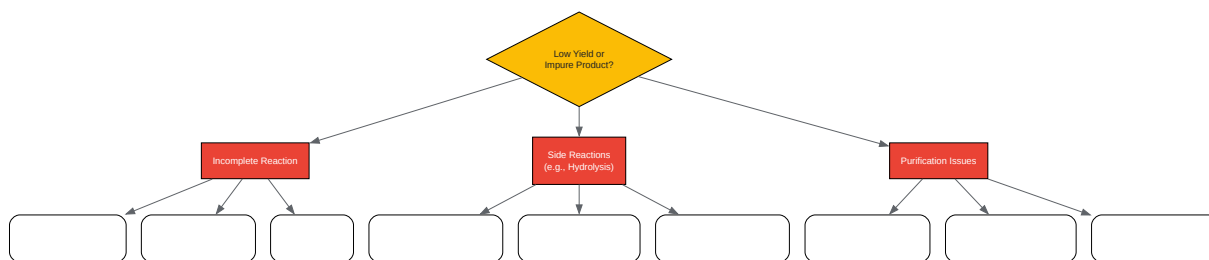 Low Yield or
Impure Product?
Incomplete Reaction
Side Reactions
(e.g., Hydrolysis)
Purification Issues